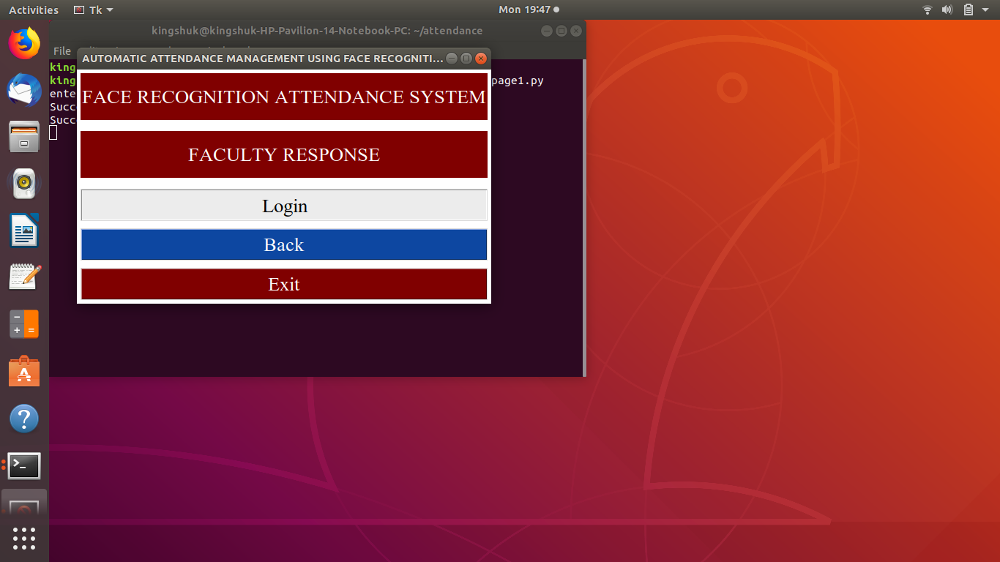 Activities
Tk
Mon 19:47
kingshuk@kingshuk-HP-Pavilion-14-Notebook-PC: ~/attendance
File
AUTOMATIC ATTENDANCE MANAGEMENT USING FACE RECOGNITI...
king
king page1.py
ente
Succ
Succ
FACE RECOGNITION ATTENDANCE SYSTEM
FACULTY RESPONSE
Login
Back
Exit